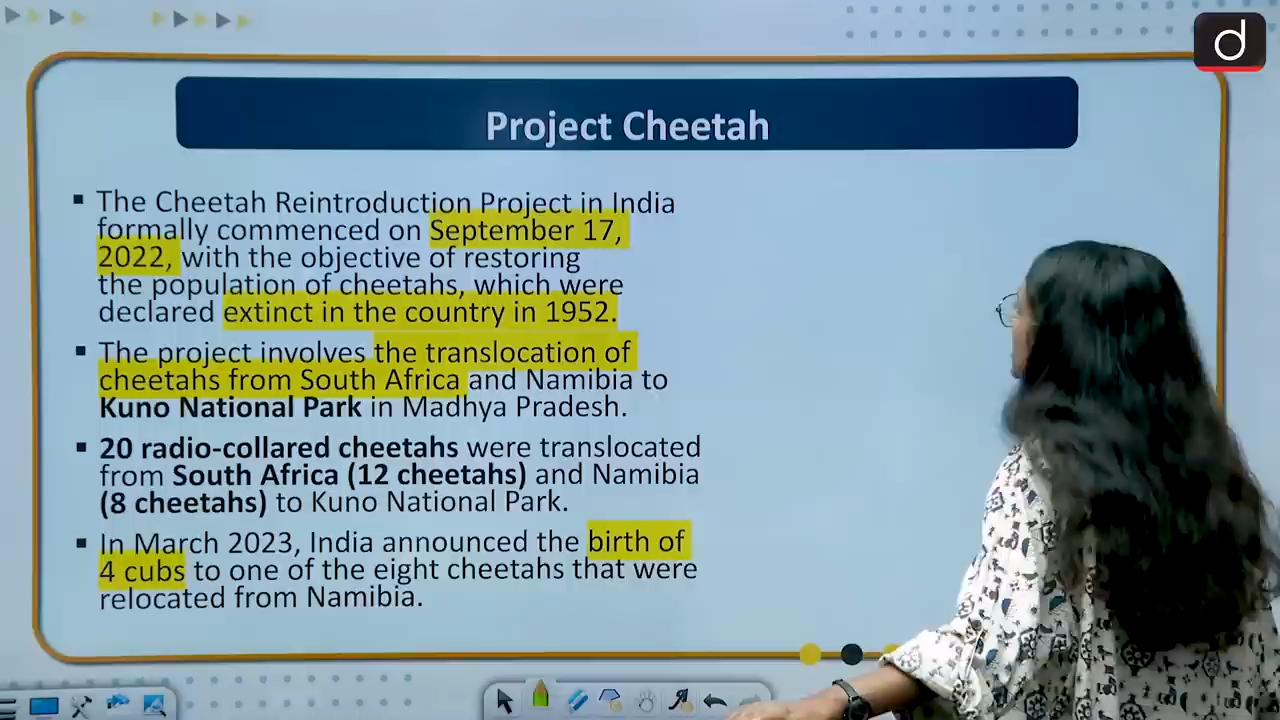 d
Project Cheetah
▪ The Cheetah Reintroduction Project in India
formally commenced on September 17,
2022, with the objective of restoring
the population of cheetahs, which were
declared extinct in the country in 1952.
▪ The project involves the translocation of
cheetahs from South Africa and Namibia to
Kuno National Park in Madhya Pradesh.
▪ 20 radio-collared cheetahs were translocated
from South Africa (12 cheetahs) and Namibia
(8 cheetahs) to Kuno National Park.
▪ In March 2023, India announced the birth of
4 cubs to one of the eight cheetahs that were
relocated from Namibia.